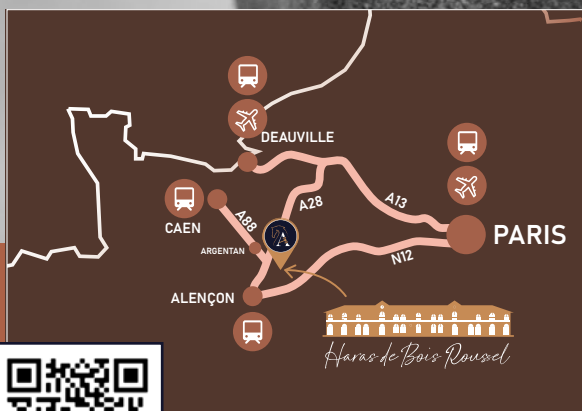 DEAUVILLE
A13
A28
A88
CAEN
PARIS
ARGENTAN
N12
ALENÇON
Haras de Bois Roussel